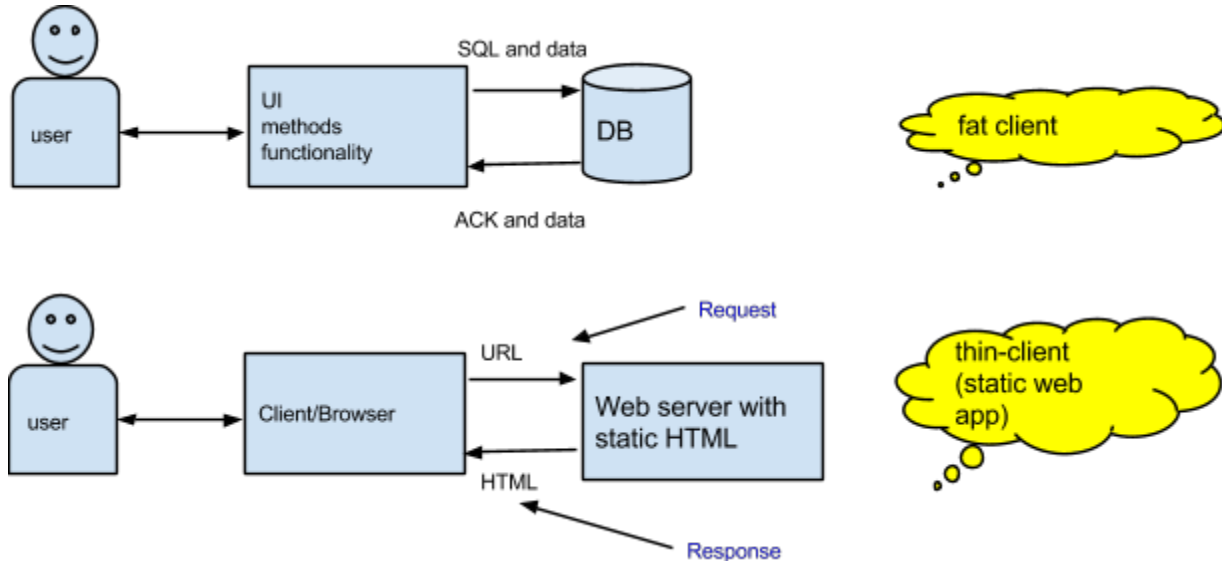 SQL and data
user
UI
methods
functionality
DB
fat client
ACK and data
Request
URL
user
Client/Browser
Web server with
static HTML
thin-client
(static web
app)
HTML
Response